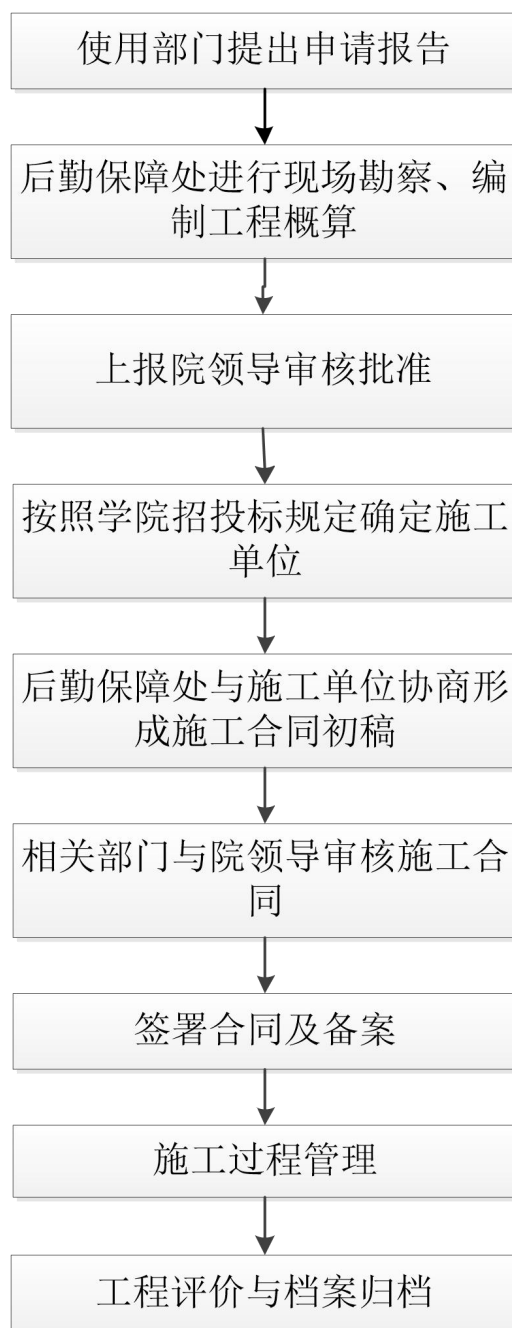 使用部门提出申请报告
后勤保障处进行现场勘察、编
制工程概算
上报院领导审核批准
按照学院招投标规定确定施工
单位
后勤保障处与施工单位协商形
成施工合同初稿
相关部门与院领导审核施工合
同
签署合同及备案
施工过程管理
工程评价与档案归档